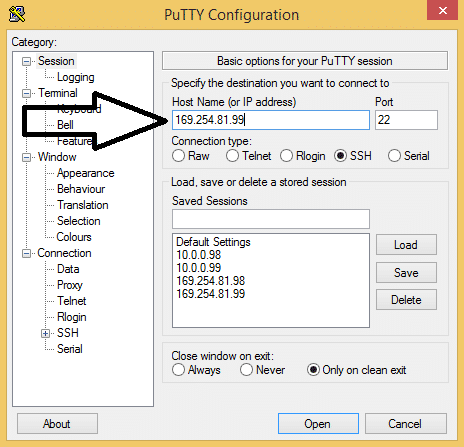 PuTTY Configuration
Category:
Session
Logging
Terminal
Keyboard
Bell
Feature
Window
Appearance
Behaviour
Translation
Selection
Colours
Connection
Data
Proxy
Telnet
Rlogin
SSH
Serial
Basic options for your PuTTY session
Specify the destination you want to connect to
Host Name (or IP address) Port
169.254.81.99 22
Connection type:
Raw Telnet Rlogin SSH Serial
Load, save or delete a stored session
Saved Sessions
Default Settings
10.0.0.98
10.0.0.99
169.254.81.98
169.254.81.99
Load
Save
Delete
Close window on exit:
Always Never Only on clean exit
About Open Cancel